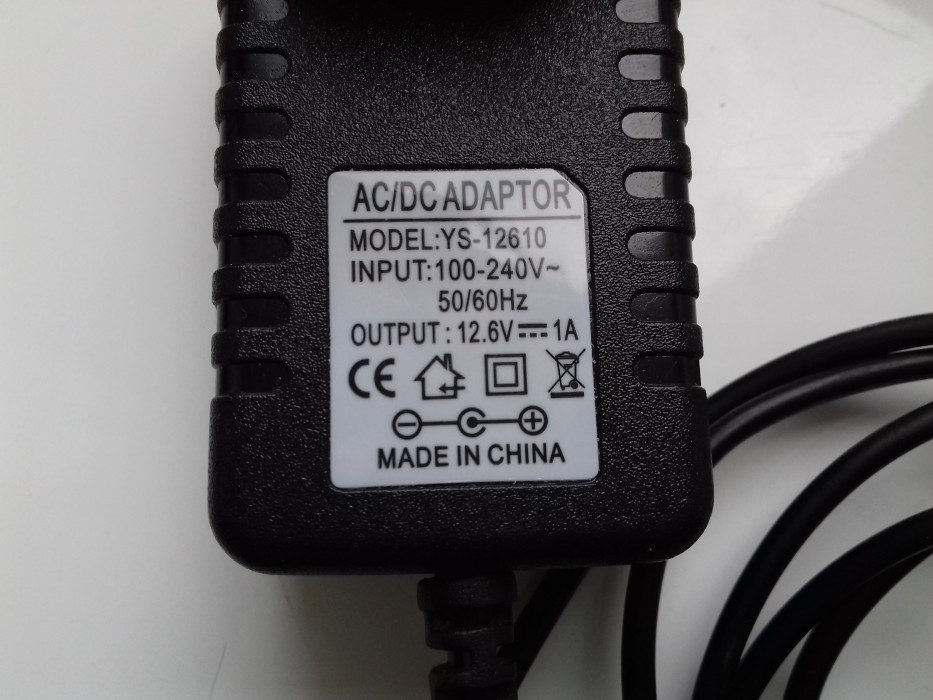 AC/DC ADAPTOR
MODEL:YS-12610
INPUT:100-240V~
50/60Hz
OUTPUT : 12.6V⎓1A
CE
MADE IN CHINA